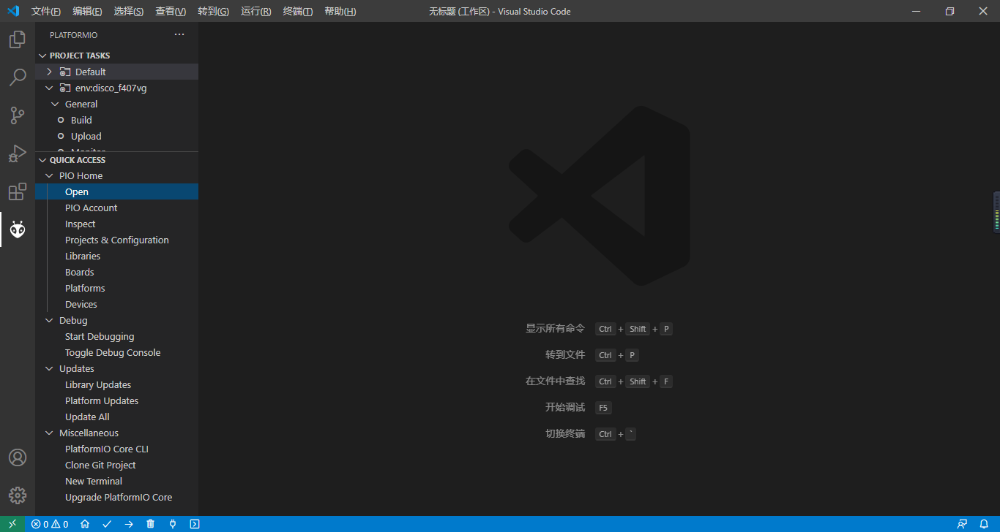 文件(F) 编辑(E) 选择(S) 查看(V) 转到(G) 运行(R) 终端(T) 帮助(H) 无标题 (工作区) - Visual Studio Code
PLATFORMIO
PROJECT TASKS
Default
env:disco_f407vg
General
Build
Upload
Monitor
QUICK ACCESS
PIO Home
Open
PIO Account
Inspect
Projects & Configuration
Libraries
Boards
Platforms
Devices
Debug
Start Debugging
Toggle Debug Console
Updates
Library Updates
Platform Updates
Update All
Miscellaneous
PlatformIO Core CLI
Clone Git Project
New Terminal
Upgrade PlatformIO Core
显示所有命令 Ctrl + Shift + P
转到文件 Ctrl + P
在文件中查找 Ctrl + Shift + F
开始调试 F5
切换终端 Ctrl + `
0 0